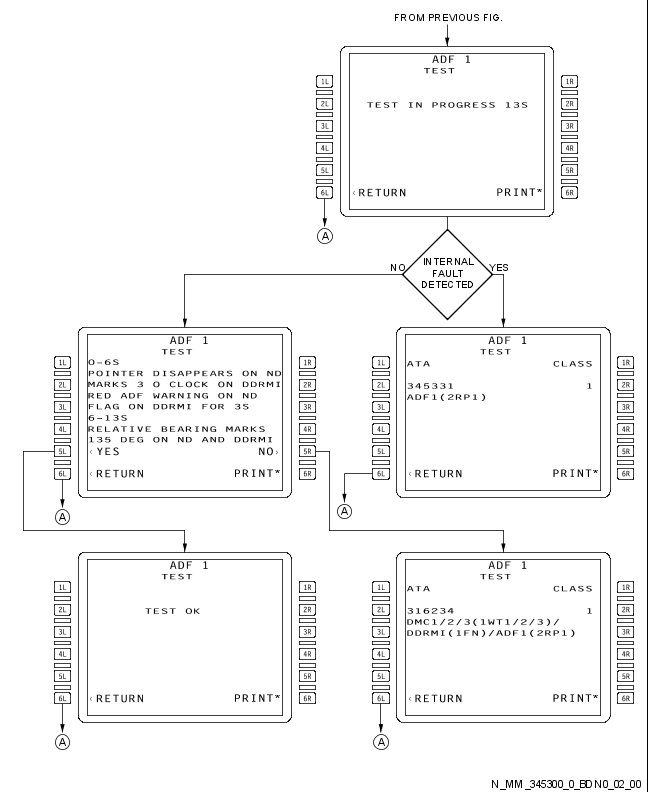 FROM PREVIOUS FIG.
ADF 1
TEST
1L 1R
2L TEST IN PROGRESS 13S 2R
3L 3R
4L 4R
5L 5R
6L <RETURN PRINT* 6R
A
INTERNAL
NO FAULT YES
DETECTED
ADF 1
TEST
1L 0-6S 1R
POINTER DISAPPEARS ON ND
2L MARKS 3 O CLOCK ON DDRMI 2R
RED ADF WARNING ON ND
3L FLAG ON DDRMI FOR 3S 3R
6-13S
4L RELATIVE BEARING MARKS 4R
135 DEG ON ND AND DDRMI
5L <YES NO> 5R
6L <RETURN PRINT* 6R
A
ADF 1
TEST
1L ATA CLASS 1R
2L 345331 1 2R
ADF1(2RP1)
3L 3R
4L 4R
5L 5R
6L <RETURN PRINT* 6R
A
ADF 1
TEST
1L 1R
2L TEST OK 2R
3L 3R
4L 4R
5L 5R
6L <RETURN PRINT* 6R
A
ADF 1
TEST
1L ATA CLASS 1R
2L 316234 1 2R
DMC1/2/3(1WT1/2/3)/
3L DDRMI(1FN)/ADF1(2RP1) 3R
4L 4R
5L 5R
6L <RETURN PRINT* 6R
A
N_MM_345300_0_BDN0_02_00